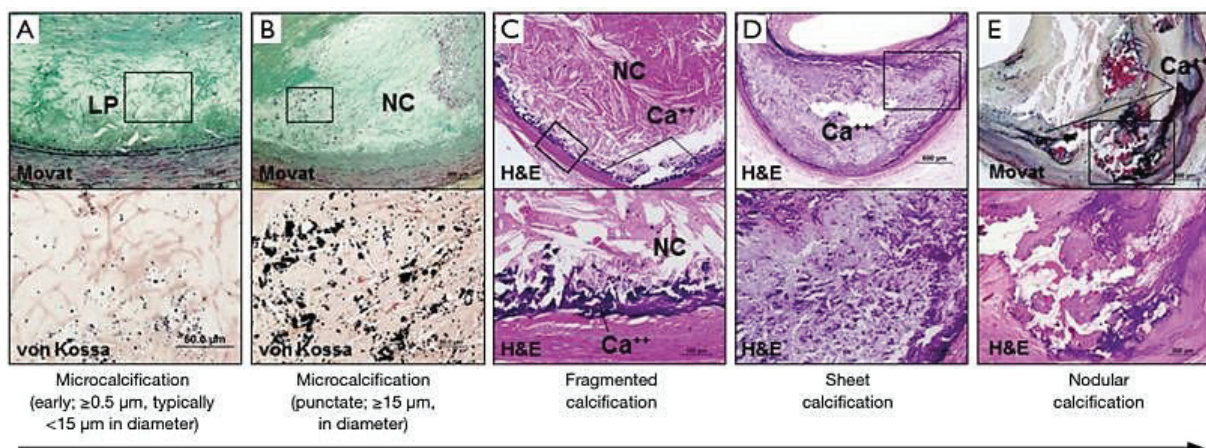 A
LP
Movat
von Kossa
60.0 µm
Microcalcification
(early; ≥0.5 µm, typically
<15 µm in diameter)
B
NC
Movat
von Kossa
Microcalcification
(punctate; ≥15 µm,
in diameter)
C
NC
Ca++
H&E
NC
Ca++
H&E
Fragmented
calcification
D
Ca++
H&E
H&E
Sheet
calcification
E
Ca++
Movat
H&E
Nodular
calcification